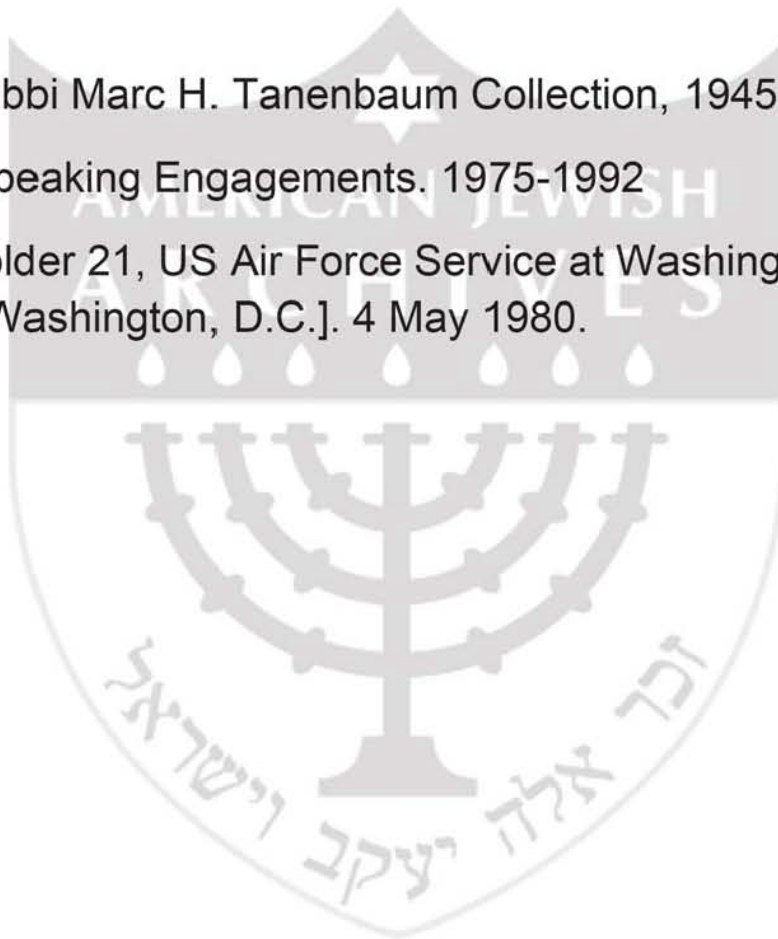 bbi Marc H. Tanenbaum Collection, 1945
peaking Engagements. 1975-1992
AMERICAN JEWISH
older 21, US Air Force Service at Washing
ARCHIVES
Washington, D.C.]. 4 May 1980.
זכר אלה יעקב וישראל